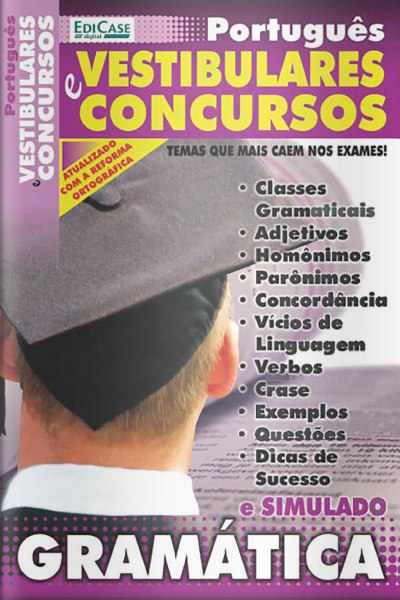 Português
VESTIBULARES
e CONCURSOS
EDICASE
digital
Português
e VESTIBULARES
CONCURSOS
TEMAS QUE MAIS CAEM NOS EXAMES!
ATUALIZADO
COM A REFORMA
ORTOGRÁFICA
• Classes
Gramaticais
• Adjetivos
• Homônimos
• Parônimos
• Concordância
• Vícios de
Linguagem
• Verbos
• Crase
• Exemplos
• Questões
• Dicas de
Sucesso
e SIMULADO
GRAMÁTICA